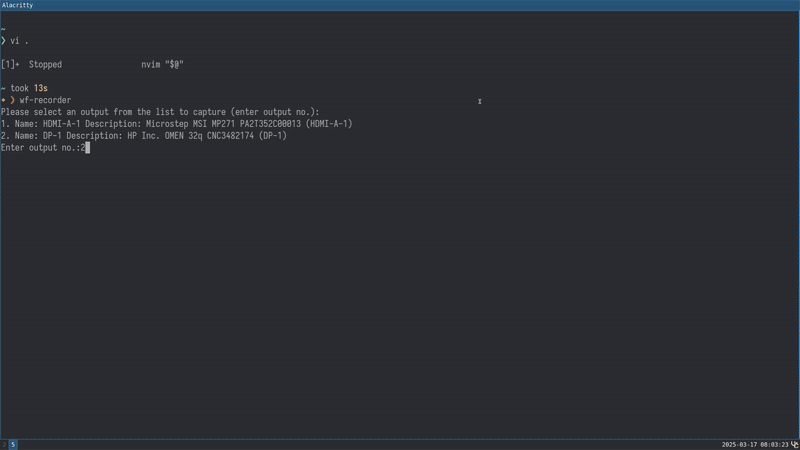 Alacritty
~
❯ vi .
[1]+  Stopped                 nvim "$@"
~ took 13s
✦ ❯ wf-recorder
Please select an output from the list to capture (enter output no.):
1. Name: HDMI-A-1 Description: Microstep MSI MP271 PA2T352C00013 (HDMI-A-1)
2. Name: DP-1 Description: HP Inc. OMEN 32q CNC3482174 (DP-1)
Enter output no.:2
5
2025-03-17 08:03:23